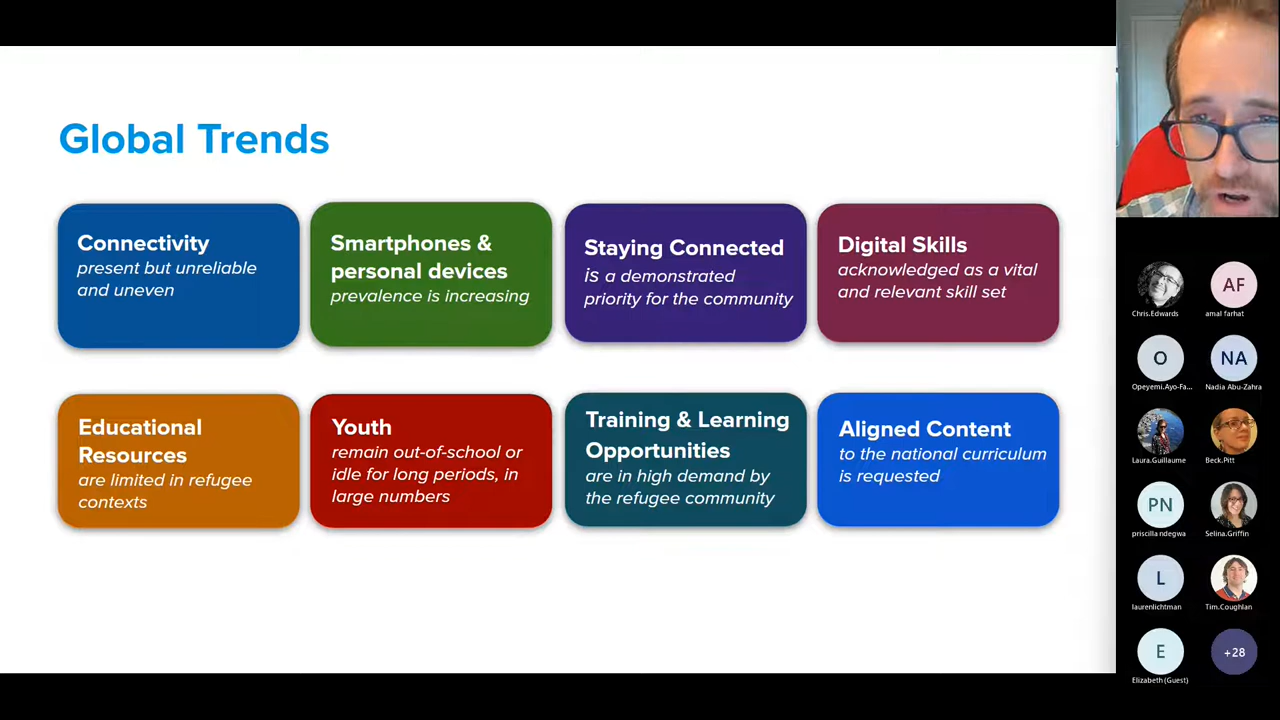 Global Trends
Connectivity
present but unreliable
and uneven
Smartphones &
personal devices
prevalence is increasing
Staying Connected
is a demonstrated
priority for the community
Digital Skills
acknowledged as a vital
and relevant skill set
Educational
Resources
are limited in refugee
contexts
Youth
remain out-of-school or
idle for long periods, in
large numbers
Training & Learning
Opportunities
are in high demand by
the refugee community
Aligned Content
to the national curriculum
is requested
AF
Chris.Edwards
amal farhat
O
NA
Opeyemi.Ayo-Fa...
Nadia Abu-Zahra
Laura.Guillaume
Beck.Pitt
PN
priscilla ndegwa
Selina.Griffin
L
laurenlichtman
Tim.Coughlan
E
+28
Elizabeth (Guest)